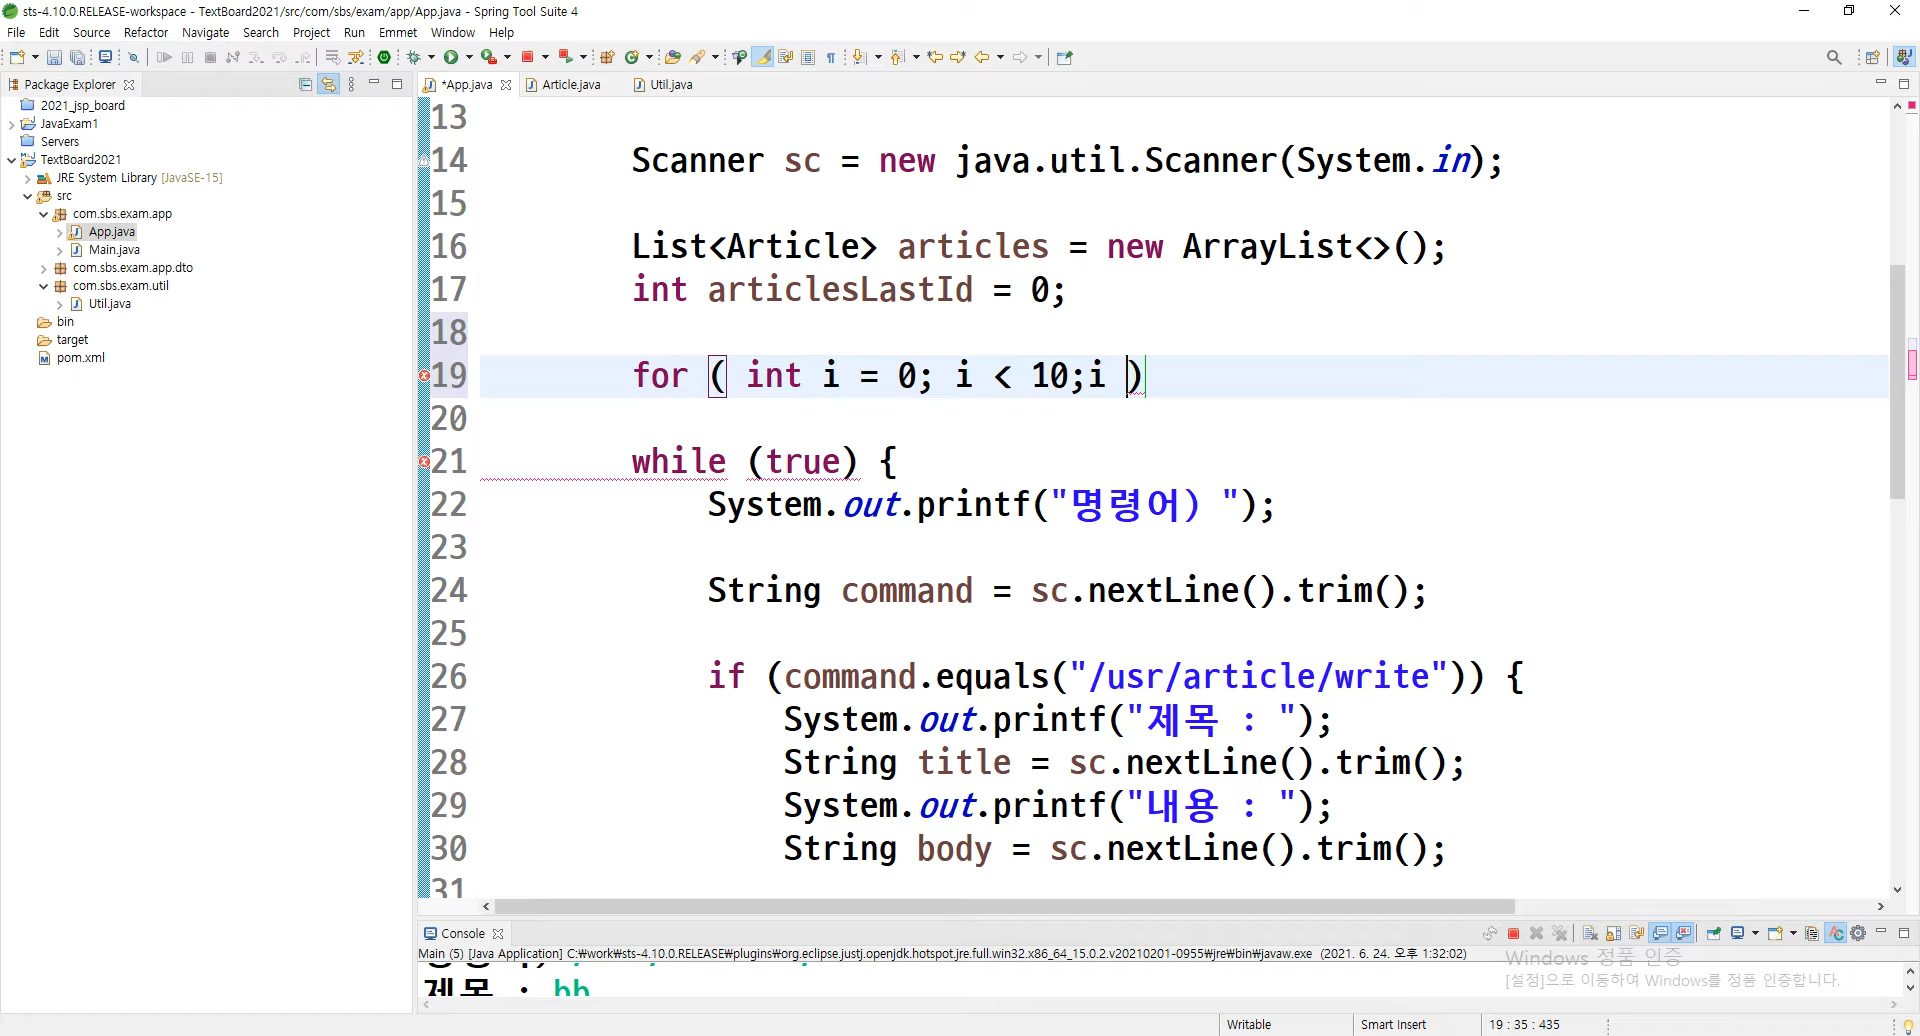 sts-4.10.0.RELEASE-workspace - TextBoard2021/src/com/sbs/exam/app/App.java - Spring Tool Suite 4
File Edit Source Refactor Navigate Search Project Run Emmet Window Help
Package Explorer
2021_jsp_board
JavaExam1
Servers
TextBoard2021
JRE System Library [JavaSE-15]
src
com.sbs.exam.app
App.java
Main.java
com.sbs.exam.app.dto
com.sbs.exam.util
Util.java
bin
target
pom.xml
*App.java Article.java Util.java
13
14 Scanner sc = new java.util.Scanner(System.in);
15
16 List<Article> articles = new ArrayList<>();
17 int articlesLastId = 0;
18
19 for ( int i = 0; i < 10;i )
20
21 while (true) {
22 System.out.printf("명령어) ");
23
24 String command = sc.nextLine().trim();
25
26 if (command.equals("/usr/article/write")) {
27 System.out.printf("제목 : ");
28 String title = sc.nextLine().trim();
29 System.out.printf("내용 : ");
30 String body = sc.nextLine().trim();
31
Console
Main (5) [Java Application] C:₩work₩sts-4.10.0.RELEASE₩plugins₩org.eclipse.justj.openjdk.hotspot.jre.full.win32.x86_64_15.0.2.v20210201-0955₩jre₩bin₩javaw.exe (2021. 6. 24. 오후 1:32:02)
제목 : bb
Windows 정품 인증
[설정]으로 이동하여 Windows를 정품 인증합니다.
Writable Smart Insert 19 : 35 : 435